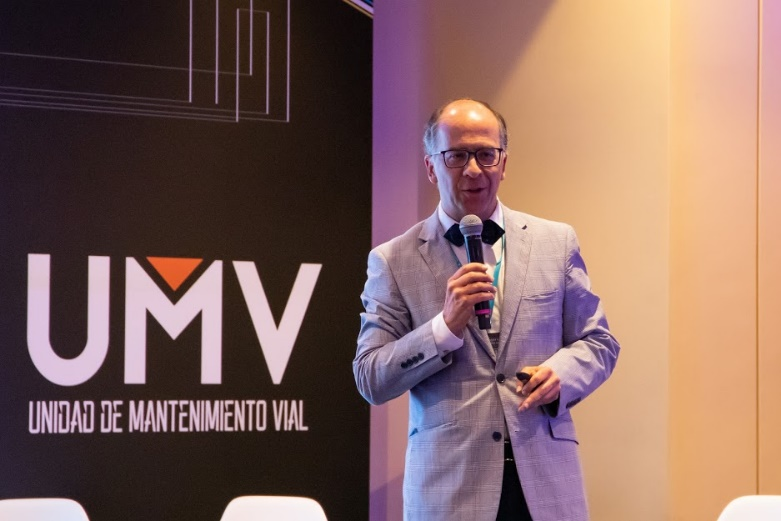 UMV
UNIDAD DE MANTENIMIENTO VIAL